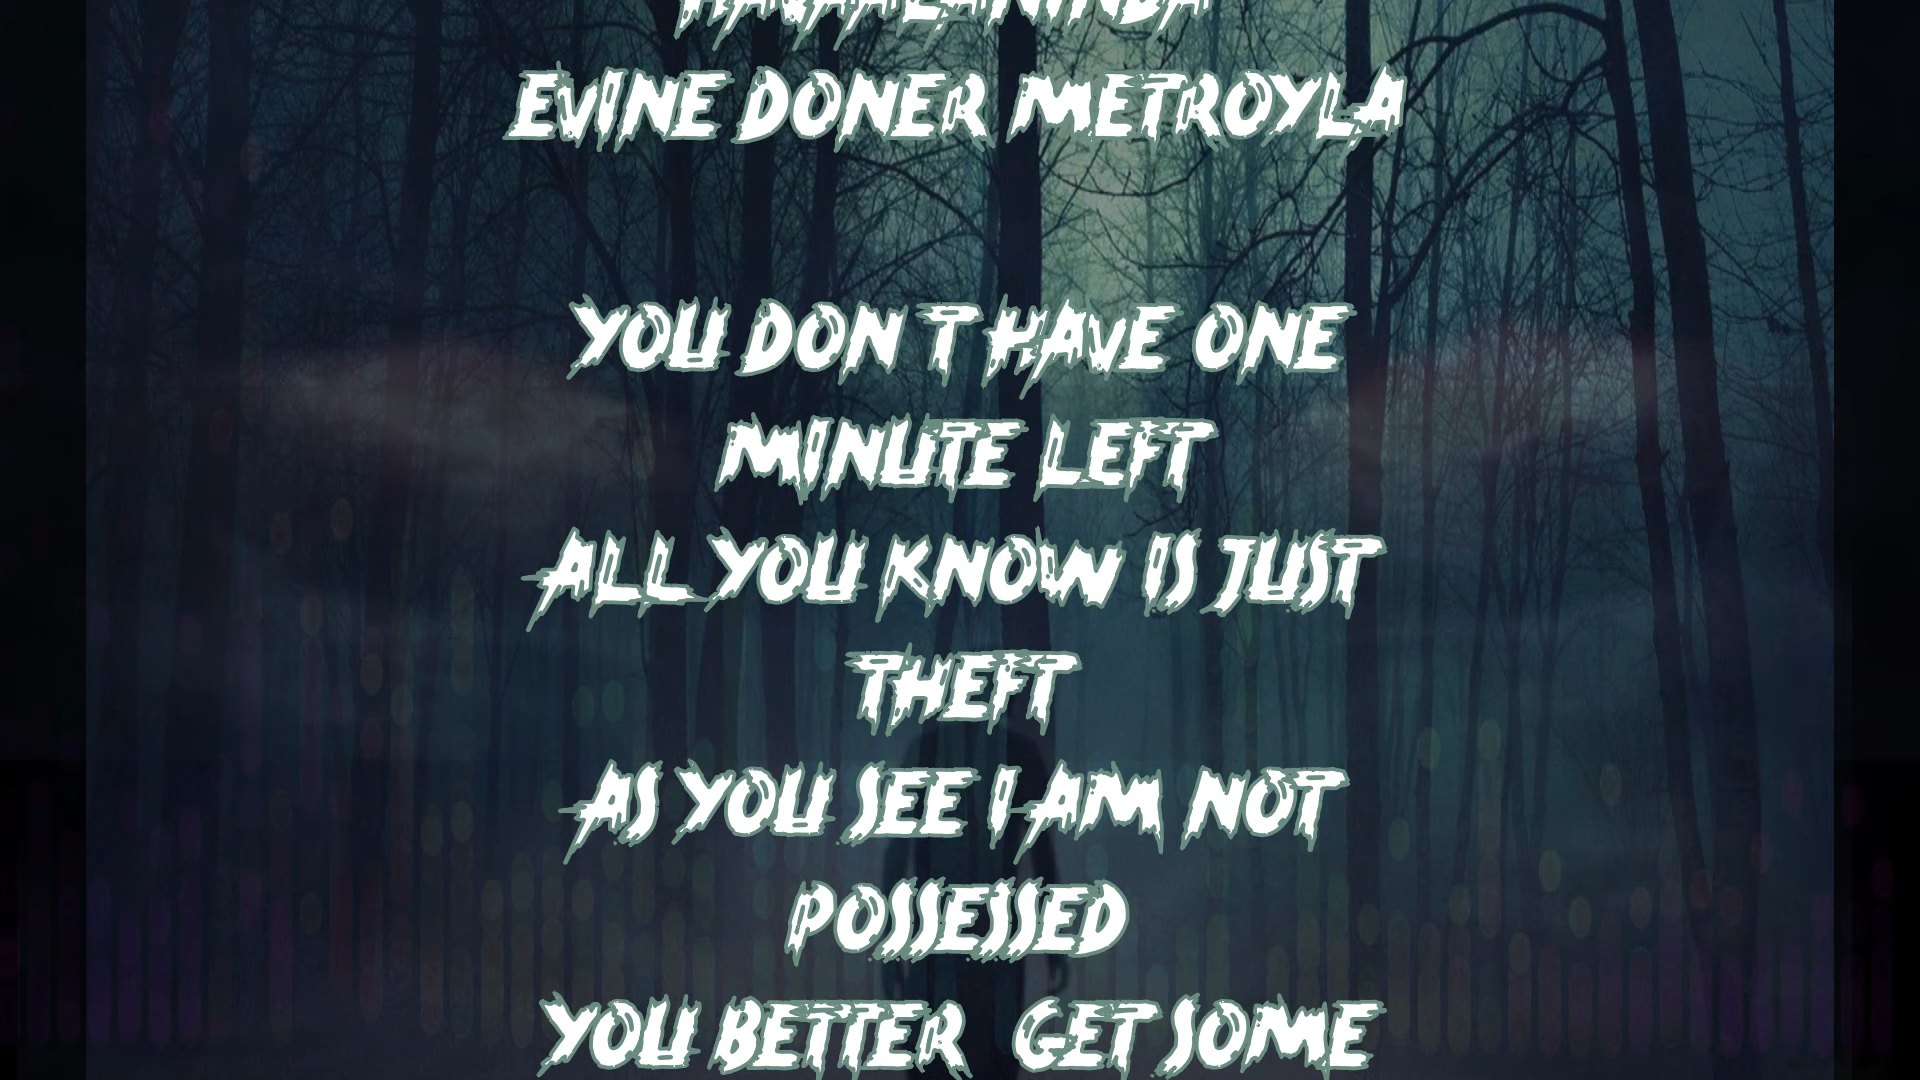 EVINE DONER METROYLA
YOU DON T HAVE ONE
MINUTE LEFT
ALL YOU KNOW IS JUST
THEFT
AS YOU SEE I AM NOT
POSSESSED
YOU BETTER GET SOME